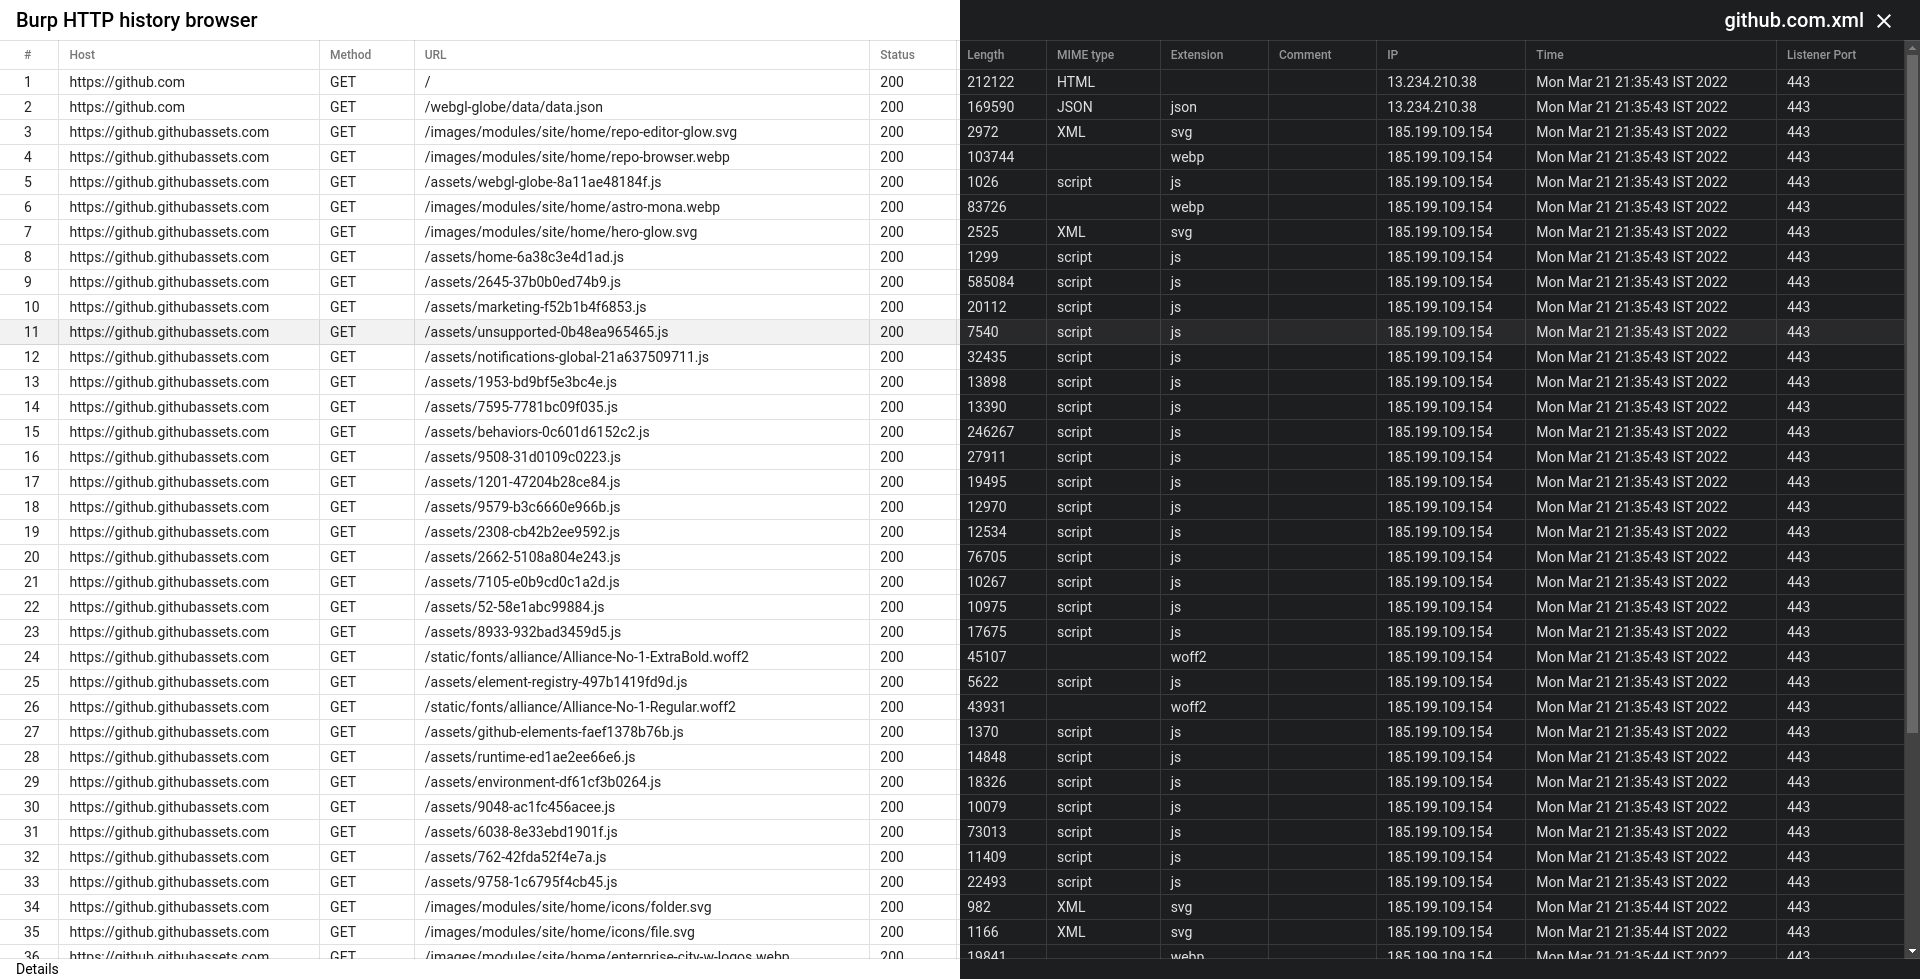 Burp HTTP history browser github.com.xml
# Host Method URL Status Length MIME type Extension Comment IP Time Listener Port
1 https://github.com GET / 200 212122 HTML 13.234.210.38 Mon Mar 21 21:35:43 IST 2022 443
2 https://github.com GET /webgl-globe/data/data.json 200 169590 JSON json 13.234.210.38 Mon Mar 21 21:35:43 IST 2022 443
3 https://github.githubassets.com GET /images/modules/site/home/repo-editor-glow.svg 200 2972 XML svg 185.199.109.154 Mon Mar 21 21:35:43 IST 2022 443
4 https://github.githubassets.com GET /images/modules/site/home/repo-browser.webp 200 103744 webp 185.199.109.154 Mon Mar 21 21:35:43 IST 2022 443
5 https://github.githubassets.com GET /assets/webgl-globe-8a11ae48184f.js 200 1026 script js 185.199.109.154 Mon Mar 21 21:35:43 IST 2022 443
6 https://github.githubassets.com GET /images/modules/site/home/astro-mona.webp 200 83726 webp 185.199.109.154 Mon Mar 21 21:35:43 IST 2022 443
7 https://github.githubassets.com GET /images/modules/site/home/hero-glow.svg 200 2525 XML svg 185.199.109.154 Mon Mar 21 21:35:43 IST 2022 443
8 https://github.githubassets.com GET /assets/home-6a38c3e4d1ad.js 200 1299 script js 185.199.109.154 Mon Mar 21 21:35:43 IST 2022 443
9 https://github.githubassets.com GET /assets/2645-37b0b0ed74b9.js 200 585084 script js 185.199.109.154 Mon Mar 21 21:35:43 IST 2022 443
10 https://github.githubassets.com GET /assets/marketing-f52b1b4f6853.js 200 20112 script js 185.199.109.154 Mon Mar 21 21:35:43 IST 2022 443
11 https://github.githubassets.com GET /assets/unsupported-0b48ea965465.js 200 7540 script js 185.199.109.154 Mon Mar 21 21:35:43 IST 2022 443
12 https://github.githubassets.com GET /assets/notifications-global-21a637509711.js 200 32435 script js 185.199.109.154 Mon Mar 21 21:35:43 IST 2022 443
13 https://github.githubassets.com GET /assets/1953-bd9bf5e3bc4e.js 200 13898 script js 185.199.109.154 Mon Mar 21 21:35:43 IST 2022 443
14 https://github.githubassets.com GET /assets/7595-7781bc09f035.js 200 13390 script js 185.199.109.154 Mon Mar 21 21:35:43 IST 2022 443
15 https://github.githubassets.com GET /assets/behaviors-0c601d6152c2.js 200 246267 script js 185.199.109.154 Mon Mar 21 21:35:43 IST 2022 443
16 https://github.githubassets.com GET /assets/9508-31d0109c0223.js 200 27911 script js 185.199.109.154 Mon Mar 21 21:35:43 IST 2022 443
17 https://github.githubassets.com GET /assets/1201-47204b28ce84.js 200 19495 script js 185.199.109.154 Mon Mar 21 21:35:43 IST 2022 443
18 https://github.githubassets.com GET /assets/9579-b3c6660e966b.js 200 12970 script js 185.199.109.154 Mon Mar 21 21:35:43 IST 2022 443
19 https://github.githubassets.com GET /assets/2308-cb42b2ee9592.js 200 12534 script js 185.199.109.154 Mon Mar 21 21:35:43 IST 2022 443
20 https://github.githubassets.com GET /assets/2662-5108a804e243.js 200 76705 script js 185.199.109.154 Mon Mar 21 21:35:43 IST 2022 443
21 https://github.githubassets.com GET /assets/7105-e0b9cd0c1a2d.js 200 10267 script js 185.199.109.154 Mon Mar 21 21:35:43 IST 2022 443
22 https://github.githubassets.com GET /assets/52-58e1abc99884.js 200 10975 script js 185.199.109.154 Mon Mar 21 21:35:43 IST 2022 443
23 https://github.githubassets.com GET /assets/8933-932bad3459d5.js 200 17675 script js 185.199.109.154 Mon Mar 21 21:35:43 IST 2022 443
24 https://github.githubassets.com GET /static/fonts/alliance/Alliance-No-1-ExtraBold.woff2 200 45107 woff2 185.199.109.154 Mon Mar 21 21:35:43 IST 2022 443
25 https://github.githubassets.com GET /assets/element-registry-497b1419fd9d.js 200 5622 script js 185.199.109.154 Mon Mar 21 21:35:43 IST 2022 443
26 https://github.githubassets.com GET /static/fonts/alliance/Alliance-No-1-Regular.woff2 200 43931 woff2 185.199.109.154 Mon Mar 21 21:35:43 IST 2022 443
27 https://github.githubassets.com GET /assets/github-elements-faef1378b76b.js 200 1370 script js 185.199.109.154 Mon Mar 21 21:35:43 IST 2022 443
28 https://github.githubassets.com GET /assets/runtime-ed1ae2ee66e6.js 200 14848 script js 185.199.109.154 Mon Mar 21 21:35:43 IST 2022 443
29 https://github.githubassets.com GET /assets/environment-df61cf3b0264.js 200 18326 script js 185.199.109.154 Mon Mar 21 21:35:43 IST 2022 443
30 https://github.githubassets.com GET /assets/9048-ac1fc456acee.js 200 10079 script js 185.199.109.154 Mon Mar 21 21:35:43 IST 2022 443
31 https://github.githubassets.com GET /assets/6038-8e33ebd1901f.js 200 73013 script js 185.199.109.154 Mon Mar 21 21:35:43 IST 2022 443
32 https://github.githubassets.com GET /assets/762-42fda52f4e7a.js 200 11409 script js 185.199.109.154 Mon Mar 21 21:35:43 IST 2022 443
33 https://github.githubassets.com GET /assets/9758-1c6795f4cb45.js 200 22493 script js 185.199.109.154 Mon Mar 21 21:35:43 IST 2022 443
34 https://github.githubassets.com GET /images/modules/site/home/icons/folder.svg 200 982 XML svg 185.199.109.154 Mon Mar 21 21:35:44 IST 2022 443
35 https://github.githubassets.com GET /images/modules/site/home/icons/file.svg 200 1166 XML svg 185.199.109.154 Mon Mar 21 21:35:44 IST 2022 443
36 https://github.githubassets.com GET /images/modules/site/home/enterprise-city-w-logos.webp 200 19841 webp 185.199.109.154 Mon Mar 21 21:35:44 IST 2022 443
Details